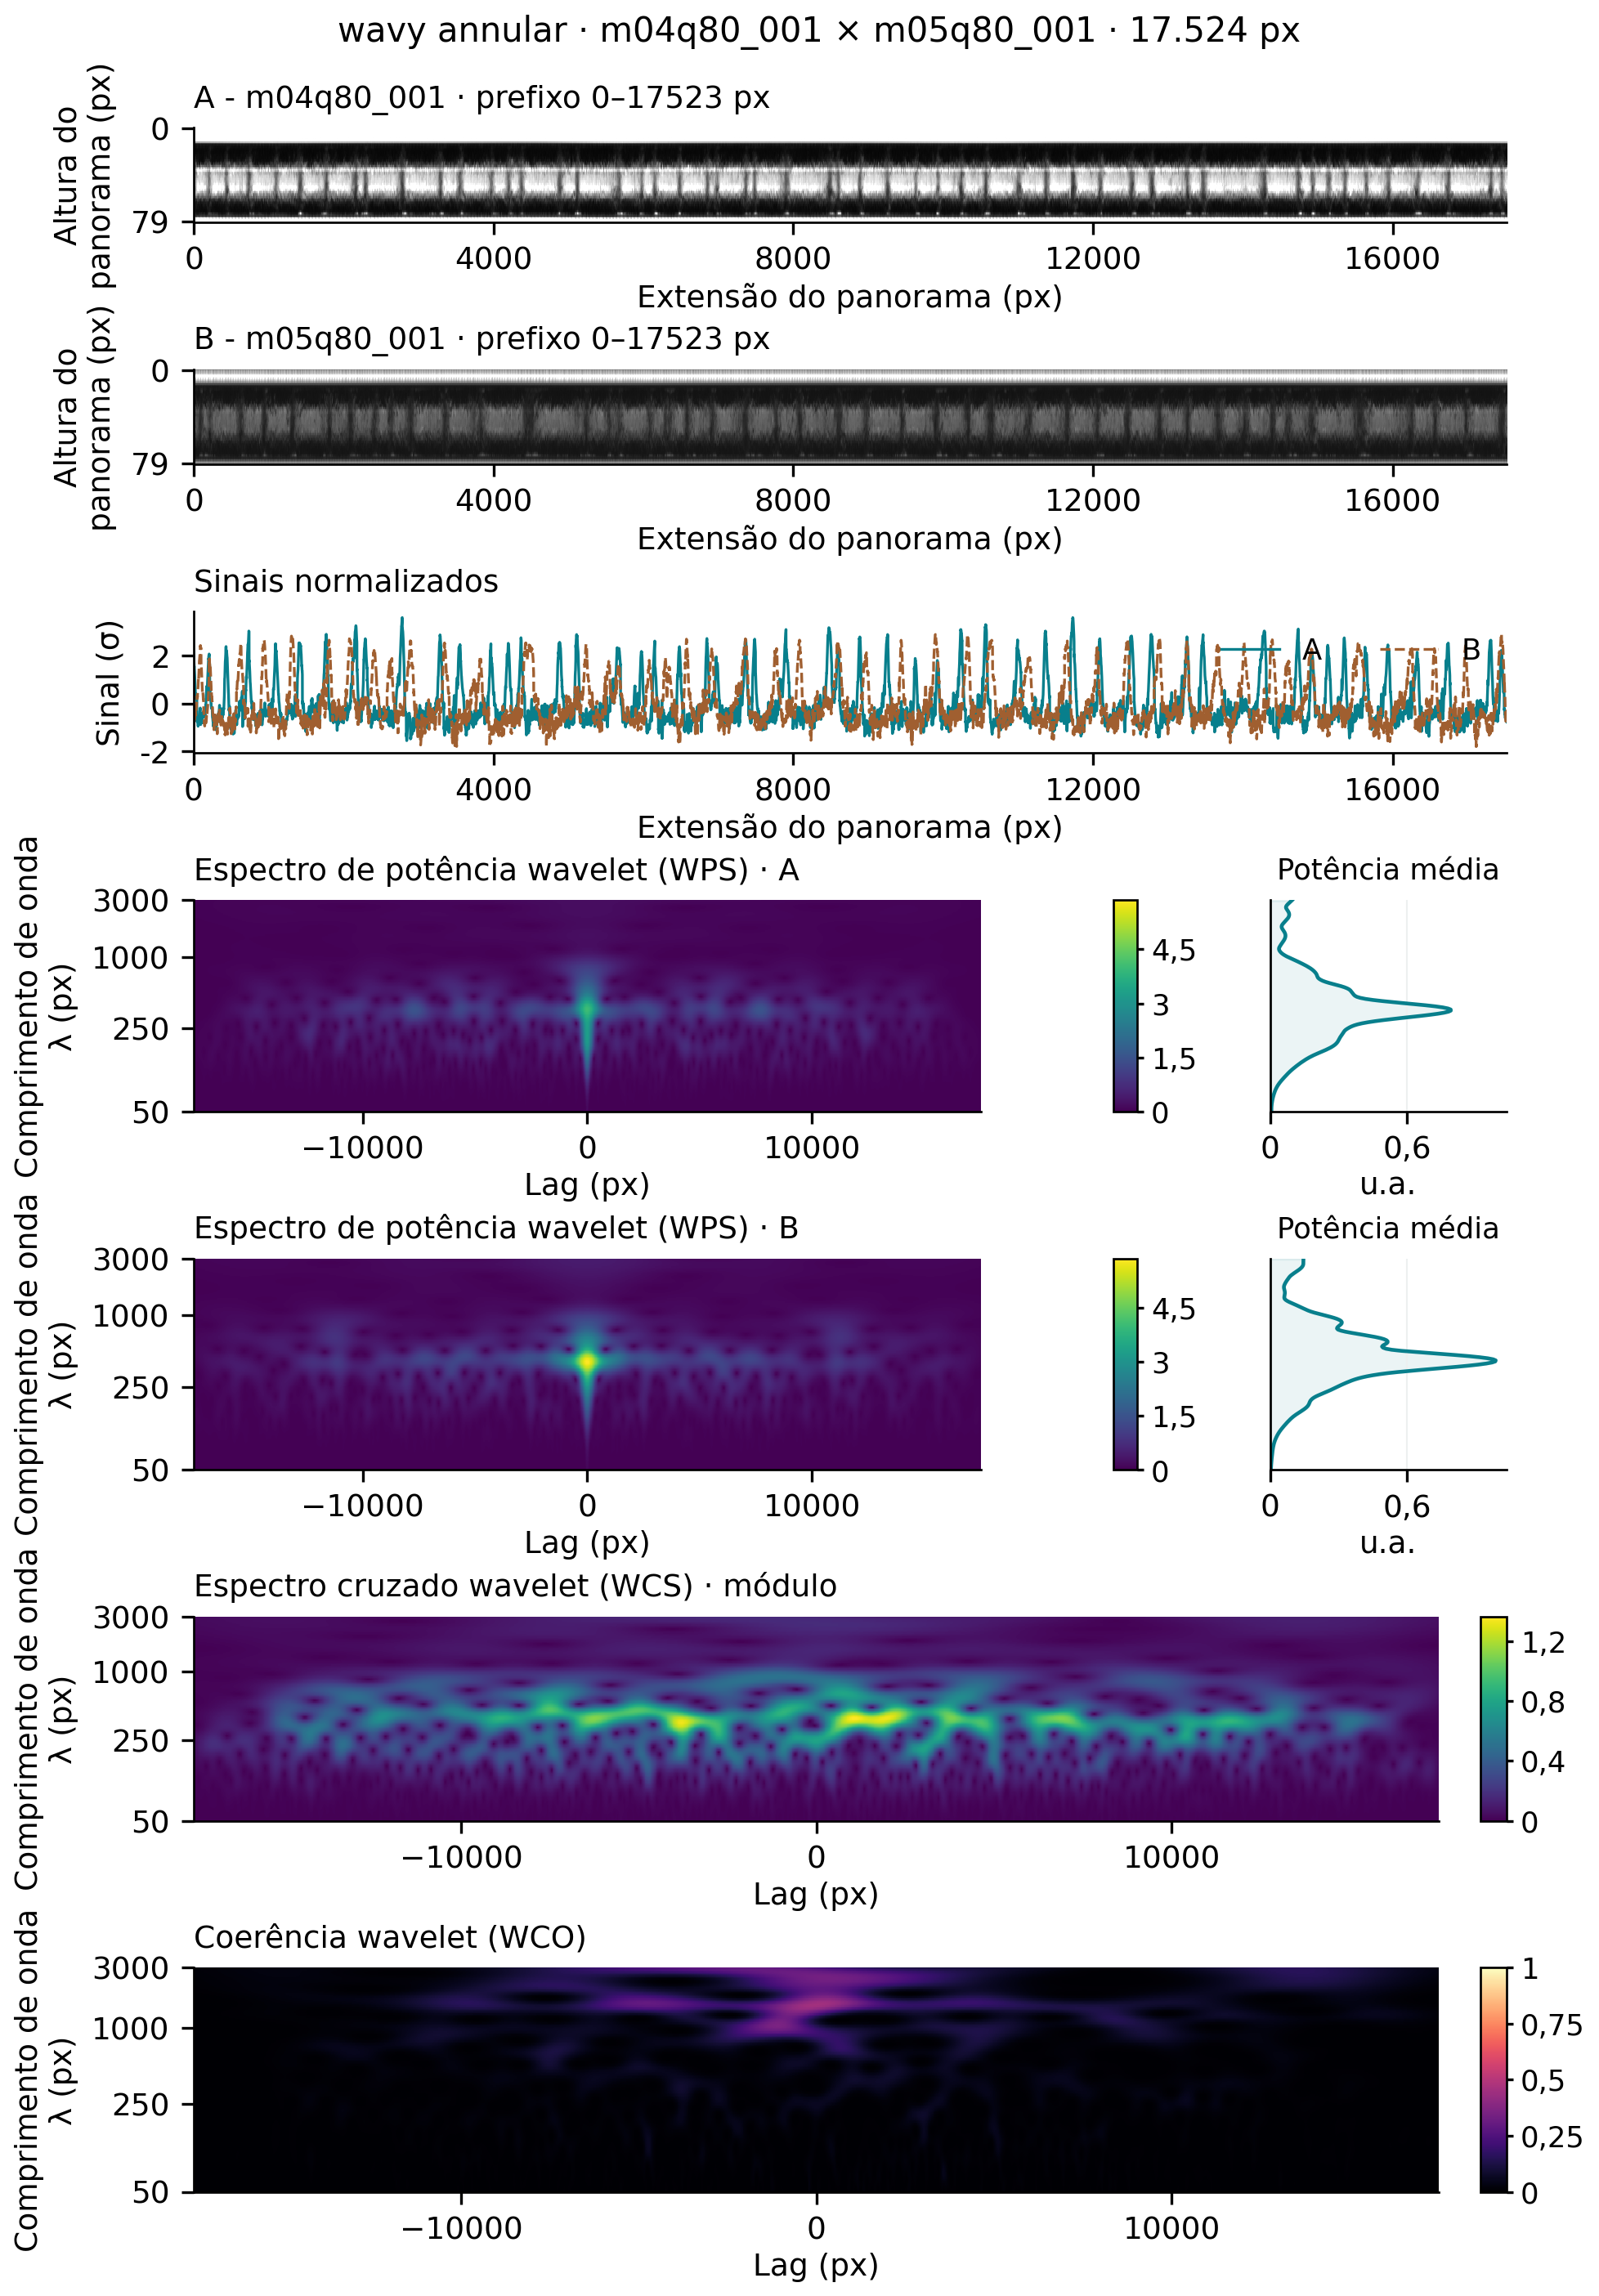 wavy annular · m04q80_001 × m05q80_001 · 17.524 px
A - m04q80_001 · prefixo 0–17523 px
Altura do
panorama (px)
0
79
0 4000 8000 12000 16000
Extensão do panorama (px)
B - m05q80_001 · prefixo 0–17523 px
Altura do
panorama (px)
0
79
0 4000 8000 12000 16000
Extensão do panorama (px)
Sinais normalizados
Sinal (σ)
2
0
-2
A B
0 4000 8000 12000 16000
Extensão do panorama (px)
Espectro de potência wavelet (WPS) · A
Comprimento de onda
λ (px)
3000
1000
250
50
−10000 0 10000
Lag (px)
4,5
3
1,5
0
Potência média
0 0,6
u.a.
Espectro de potência wavelet (WPS) · B
Comprimento de onda
λ (px)
3000
1000
250
50
−10000 0 10000
Lag (px)
4,5
3
1,5
0
Potência média
0 0,6
u.a.
Espectro cruzado wavelet (WCS) · módulo
Comprimento de onda
λ (px)
3000
1000
250
50
−10000 0 10000
Lag (px)
1,2
0,8
0,4
0
Coerência wavelet (WCO)
Comprimento de onda
λ (px)
3000
1000
250
50
−10000 0 10000
Lag (px)
1
0,75
0,5
0,25
0